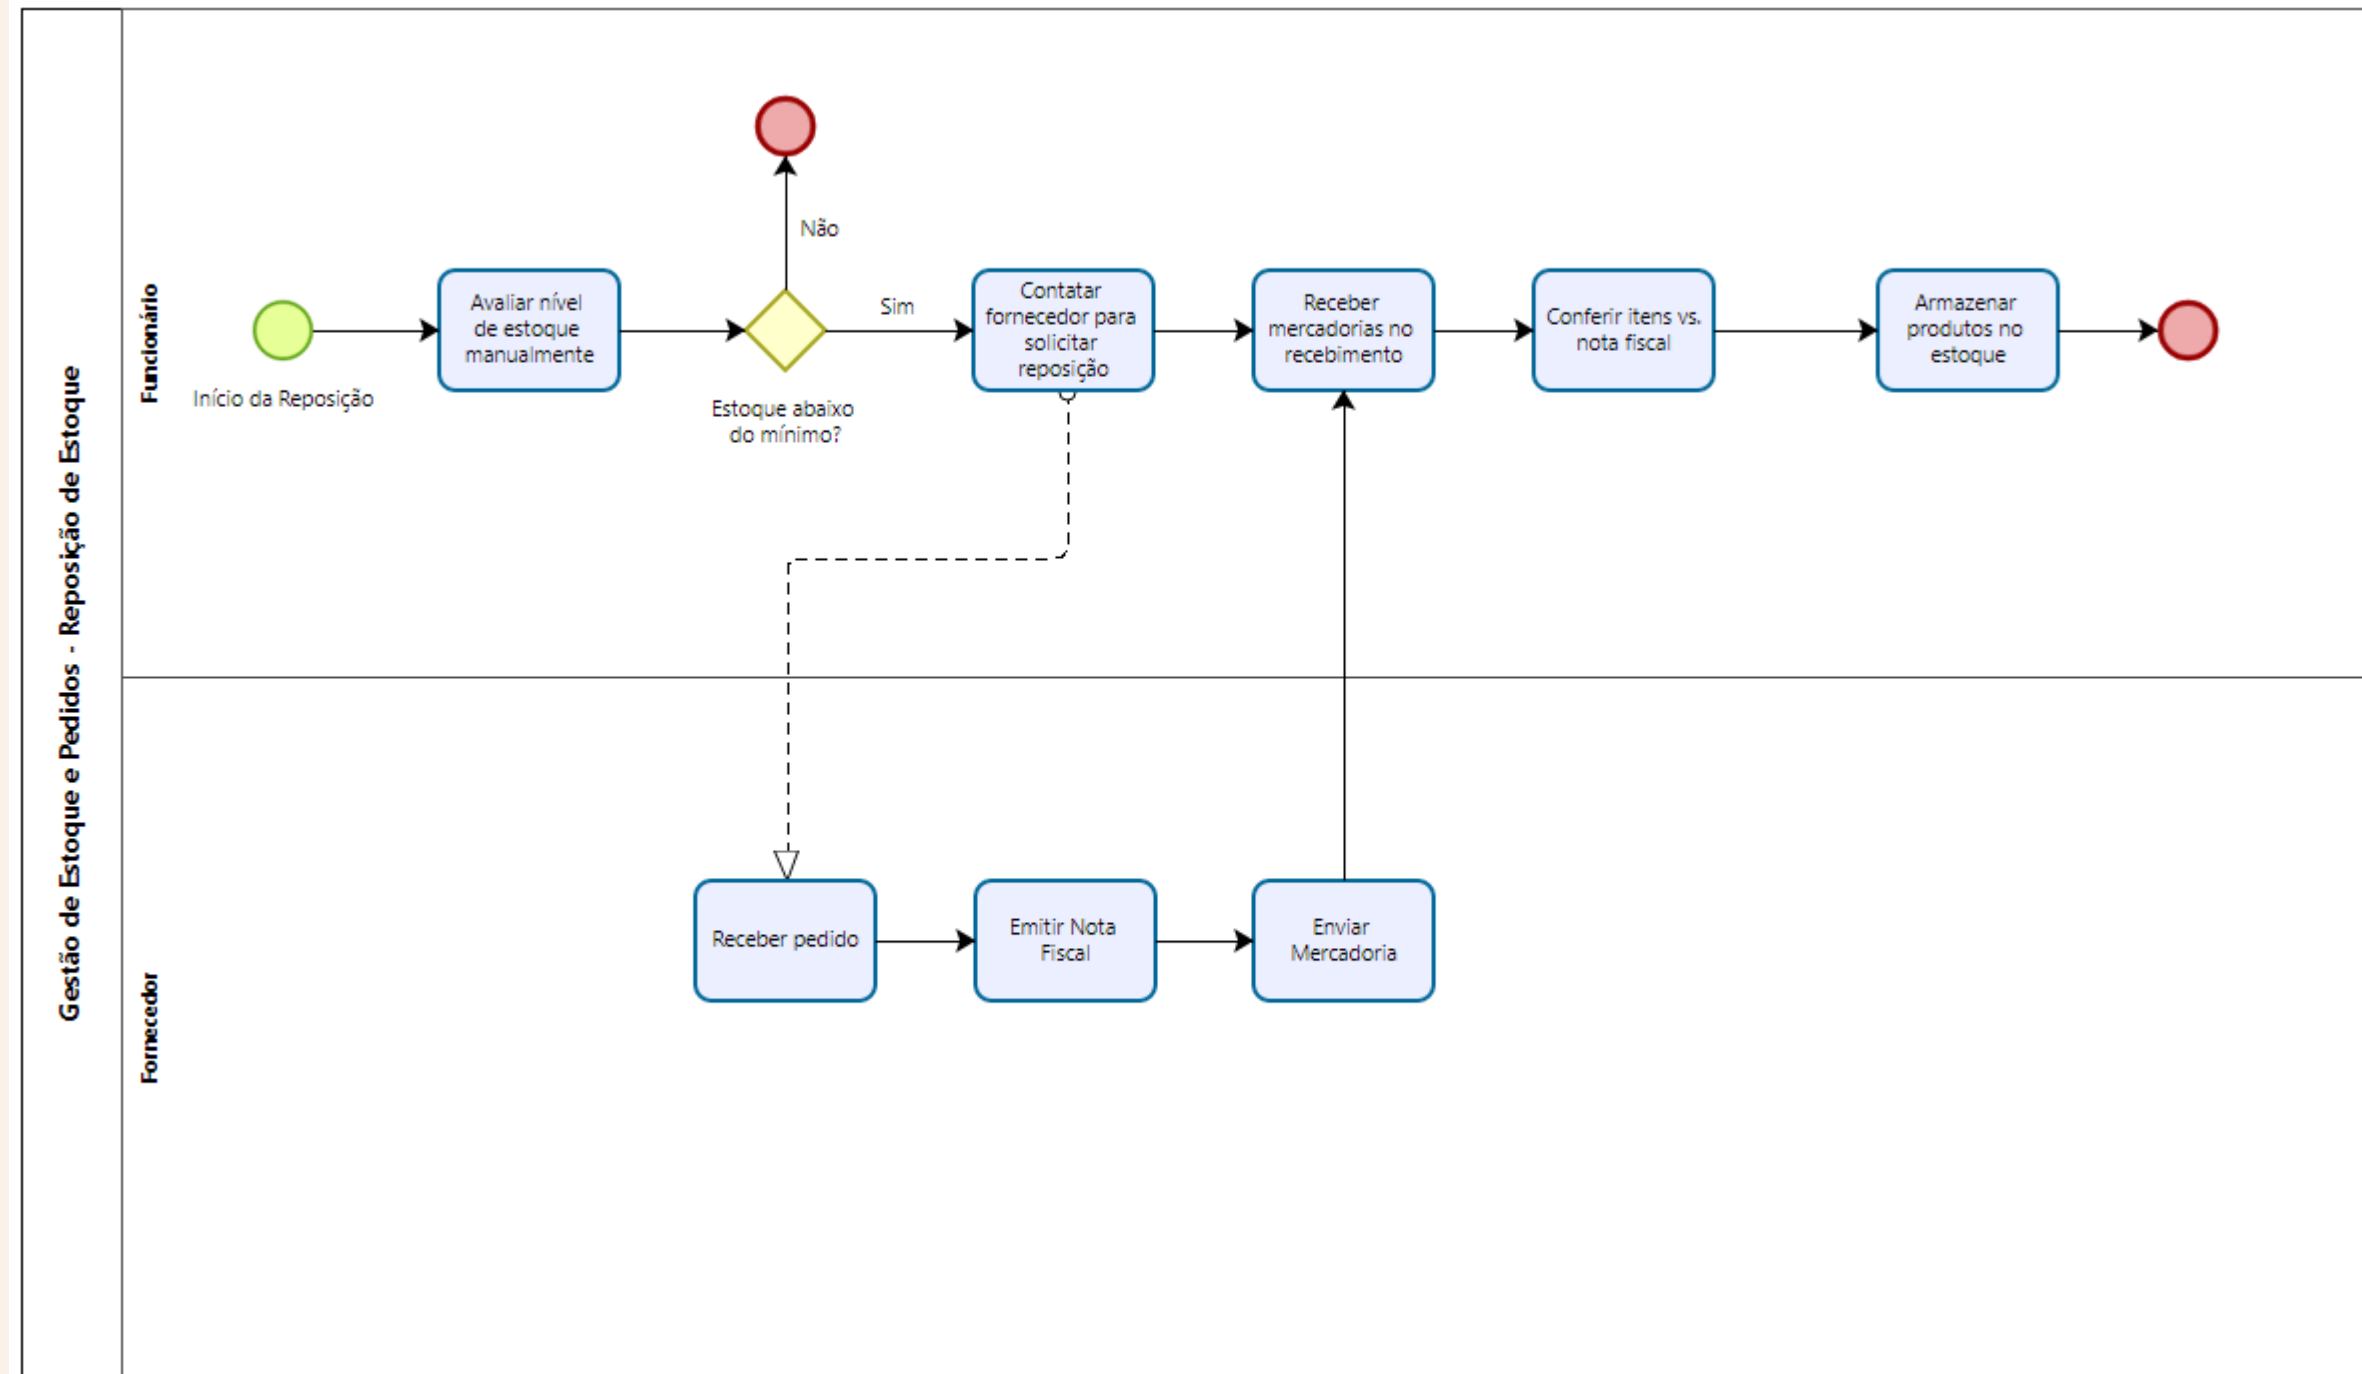 Gestão de Estoque e Pedidos - Reposição de Estoque
Funcionário
Início da Reposição
Avaliar nível
de estoque
manualmente
Estoque abaixo
do mínimo?
Não
Sim
Contatar
fornecedor para
solicitar
reposição
Receber
mercadorias no
recebimento
Conferir itens vs.
nota fiscal
Armazenar
produtos no
estoque
Fornecedor
Receber pedido
Emitir Nota
Fiscal
Enviar
Mercadoria